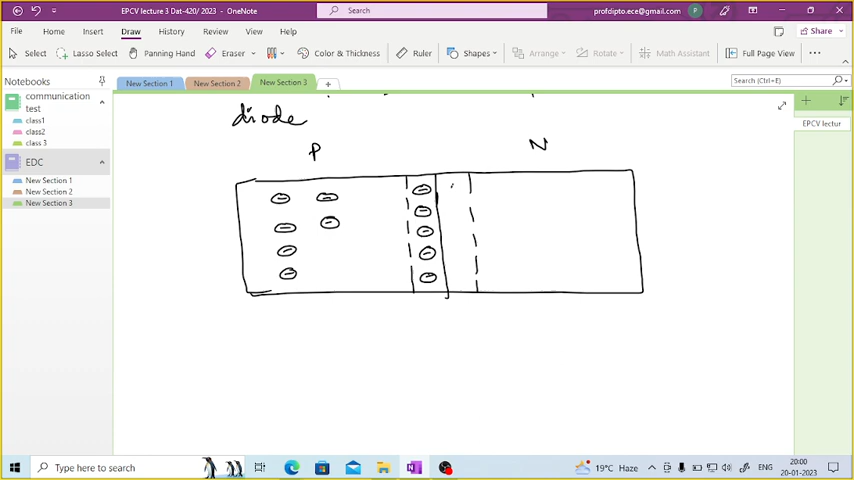 EPCV lecture 3 Dat-420/ 2023 - OneNote
Search
profdipto.ece@gmail.com
P
File
Home
Insert
Draw
History
Review
View
Help
Share
Select
Lasso Select
Panning Hand
Eraser
Color & Thickness
Ruler
Shapes
Arrange
Rotate
Math Assistant
Full Page View
Notebooks
New Section 1
New Section 2
New Section 3
+
Search (Ctrl+E)
communication
test
class1
class2
class 3
EDC
New Section 1
New Section 2
New Section 3
EPCV lectur
diode
P
N
Type here to search
19°C Haze
ENG
20:00
20-01-2023